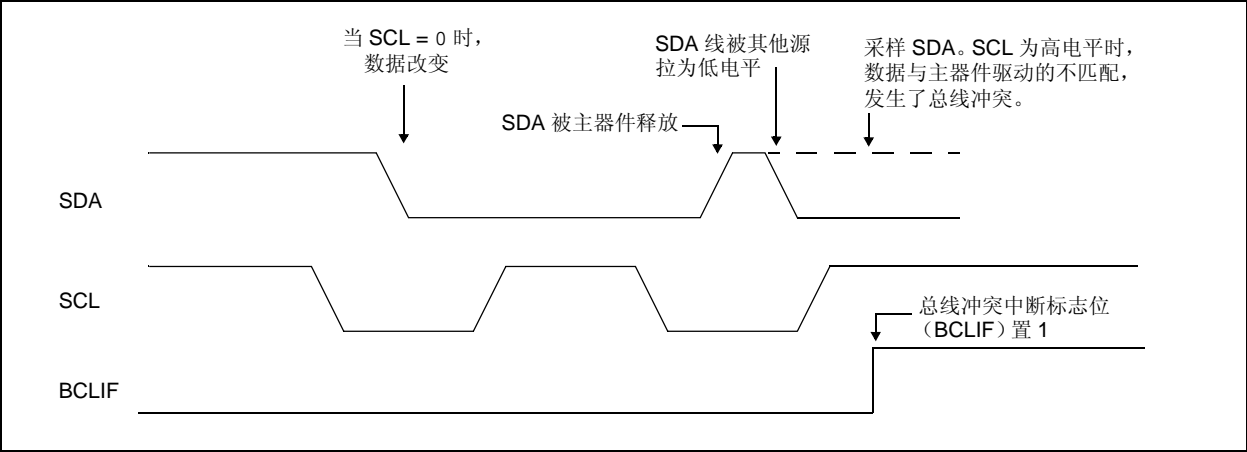 当 SCL = 0 时，
数据改变
SDA 线被其他源
拉为低电平
采样 SDA。SCL 为高电平时，
数据与主器件驱动的不匹配，
发生了总线冲突。
SDA 被主器件释放
SDA
SCL
总线冲突中断标志位
（BCLIF）置 1
BCLIF